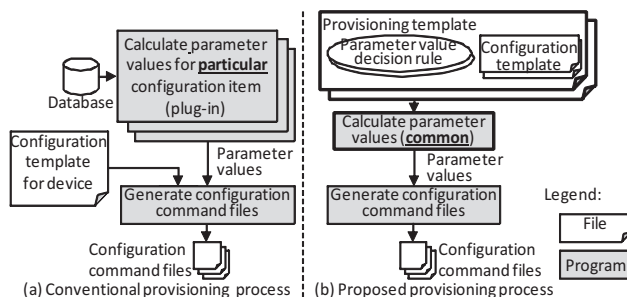 Calculate parameter
values for particular
configuration item
(plug-in)
Database
Configuration
template
for device
Parameter
values
Generate configuration
command files
Configuration
command files
(a) Conventional provisioning process
Provisioning template
Parameter value
decision rule
Configuration
template
Calculate parameter
values (common)
Parameter
values
Generate configuration
command files
Configuration
command files
(b) Proposed provisioning process
Legend:
File
Program